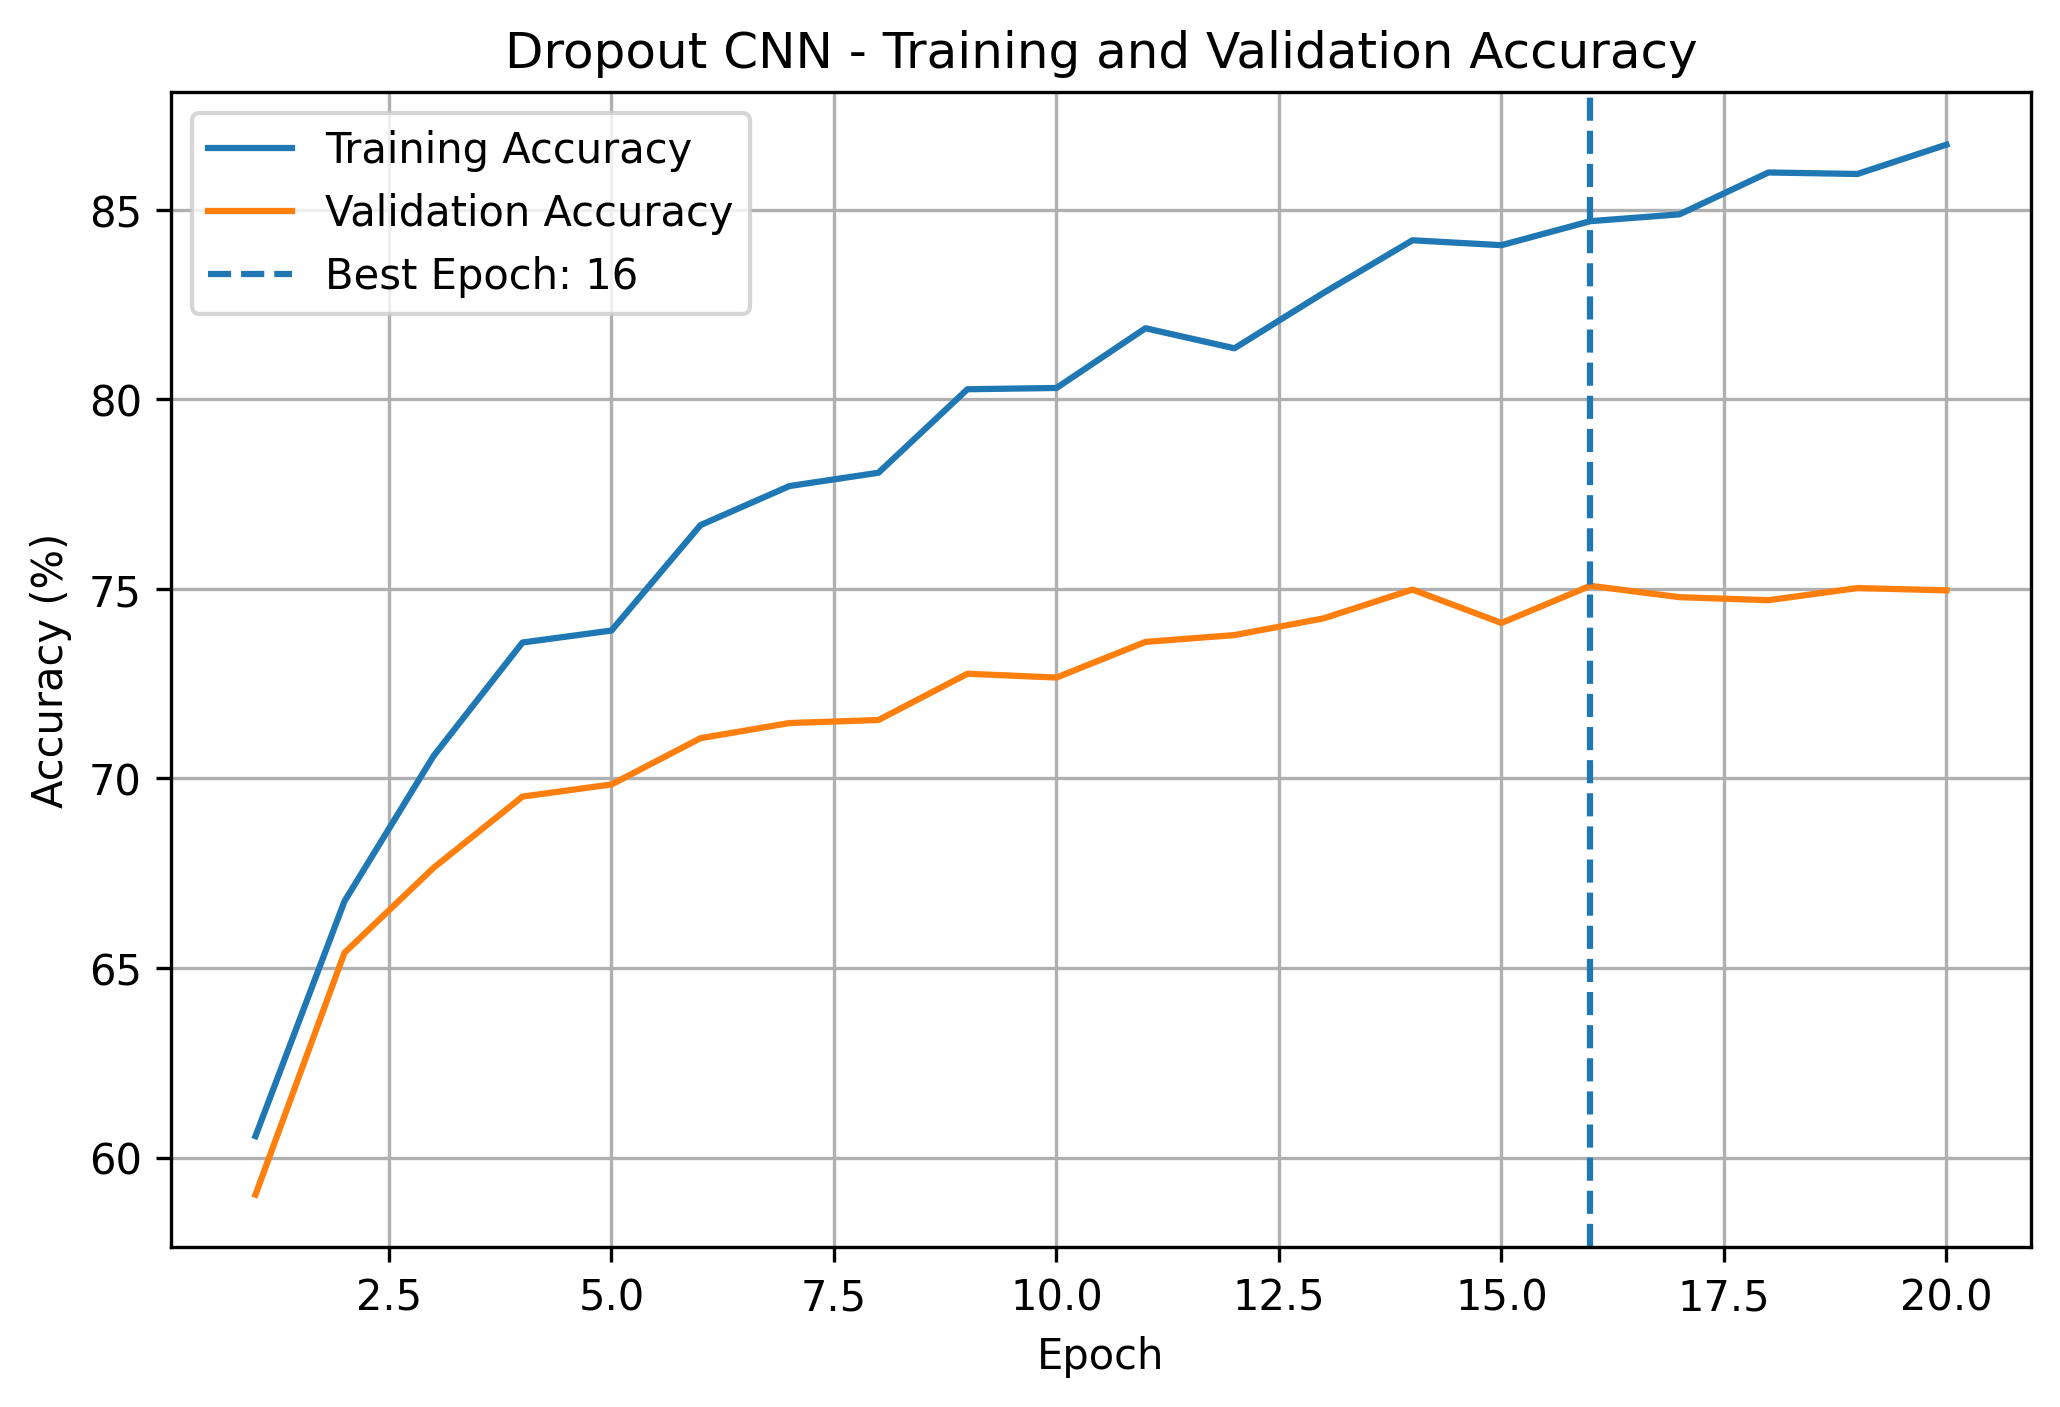 Dropout CNN - Training and Validation Accuracy
Training Accuracy
Validation Accuracy
Best Epoch: 16
85
80
75
70
65
60
Accuracy (%)
2.5 5.0 7.5 10.0 12.5 15.0 17.5 20.0
Epoch